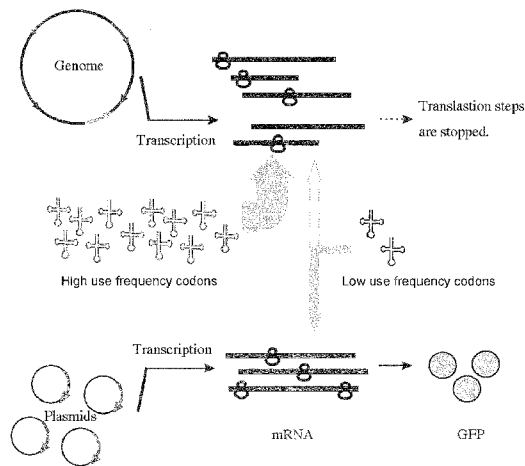 Genome
Transcription
Translastion steps
are stopped.
High use frequency codons
Low use frequency codons
Transcription
Plasmids
mRNA
GFP